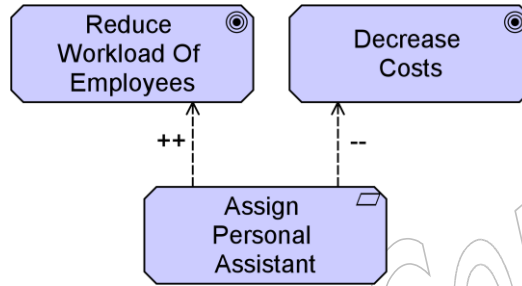 Reduce
Workload Of
Employees
Decrease
Costs
++
--
Assign
Personal
Assistant